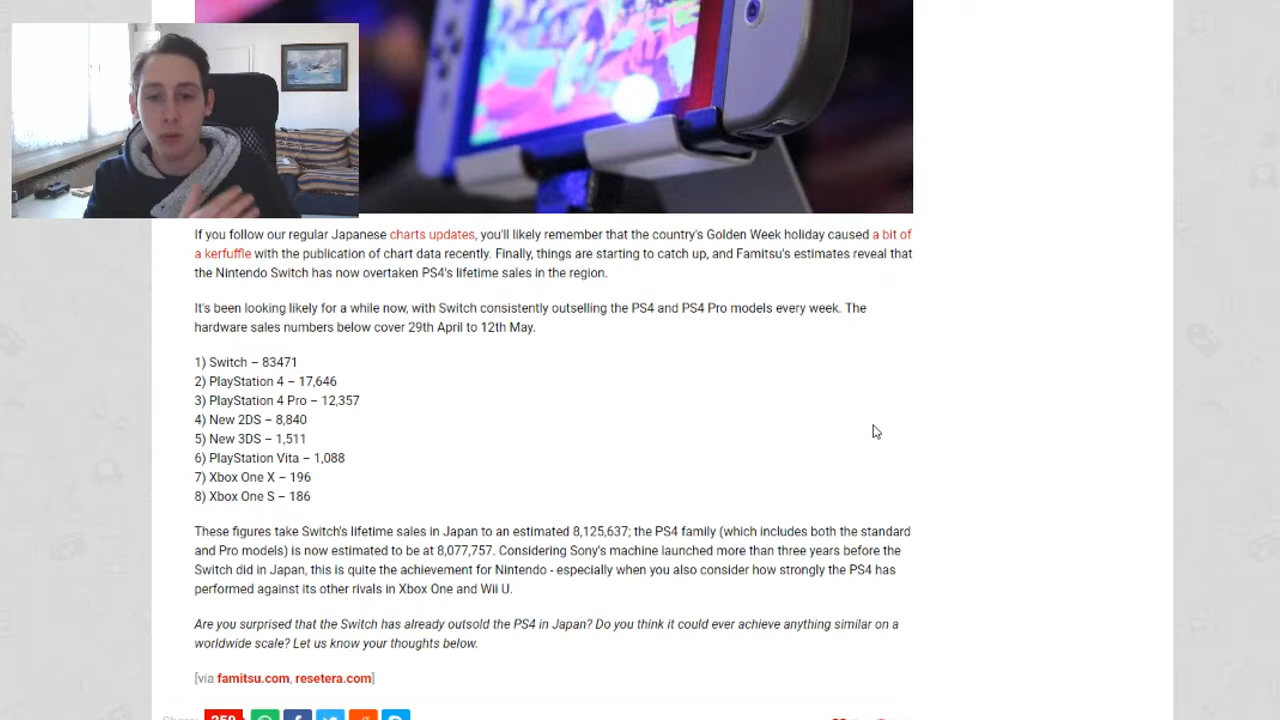 If you follow our regular Japanese charts updates, you'll likely remember that the country's Golden Week holiday caused a bit of
a kerfuffle with the publication of chart data recently. Finally, things are starting to catch up, and Famitsu's estimates reveal that
the Nintendo Switch has now overtaken PS4's lifetime sales in the region.
It's been looking likely for a while now, with Switch consistently outselling the PS4 and PS4 Pro models every week. The
hardware sales numbers below cover 29th April to 12th May.
1) Switch – 83471
2) PlayStation 4 – 17,646
3) PlayStation 4 Pro – 12,357
4) New 2DS – 8,840
5) New 3DS – 1,511
6) PlayStation Vita – 1,088
7) Xbox One X – 196
8) Xbox One S – 186
These figures take Switch's lifetime sales in Japan to an estimated 8,125,637; the PS4 family (which includes both the standard
and Pro models) is now estimated to be at 8,077,757. Considering Sony's machine launched more than three years before the
Switch did in Japan, this is quite the achievement for Nintendo - especially when you also consider how strongly the PS4 has
performed against its other rivals in Xbox One and Wii U.
Are you surprised that the Switch has already outsold the PS4 in Japan? Do you think it could ever achieve anything similar on a
worldwide scale? Let us know your thoughts below.
[via famitsu.com, resetera.com]